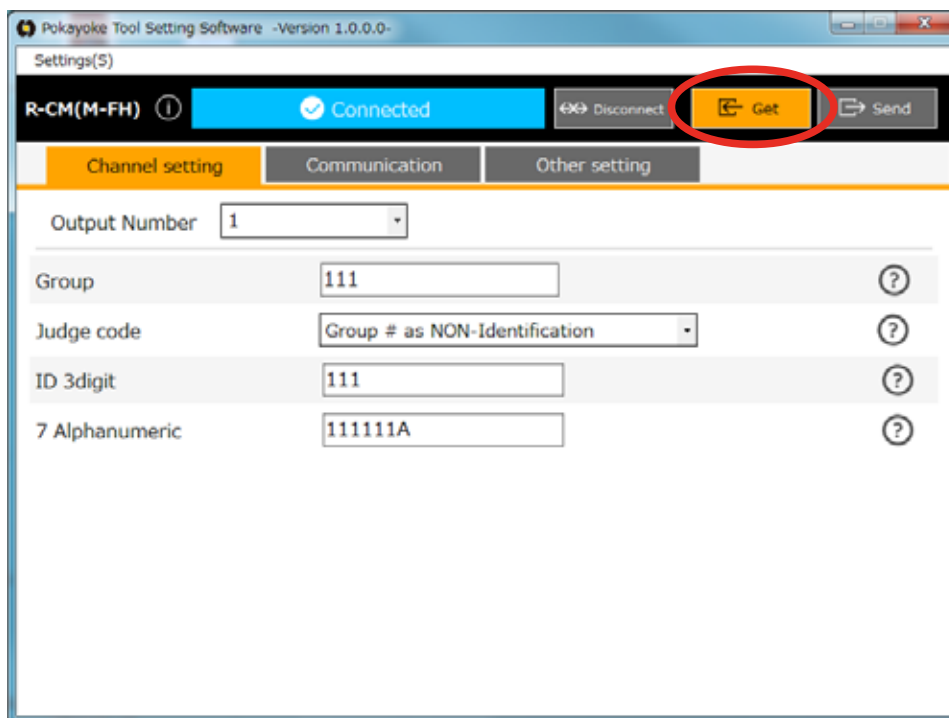 Pokayoke Tool Setting Software -Version 1.0.0.0-
Settings(S)
R-CM(M-FH) i Connected Disconnect Get Send
Channel setting Communication Other setting
Output Number 1
Group 111 ?
Judge code Group # as NON-Identification ?
ID 3digit 111 ?
7 Alphanumeric 111111A ?